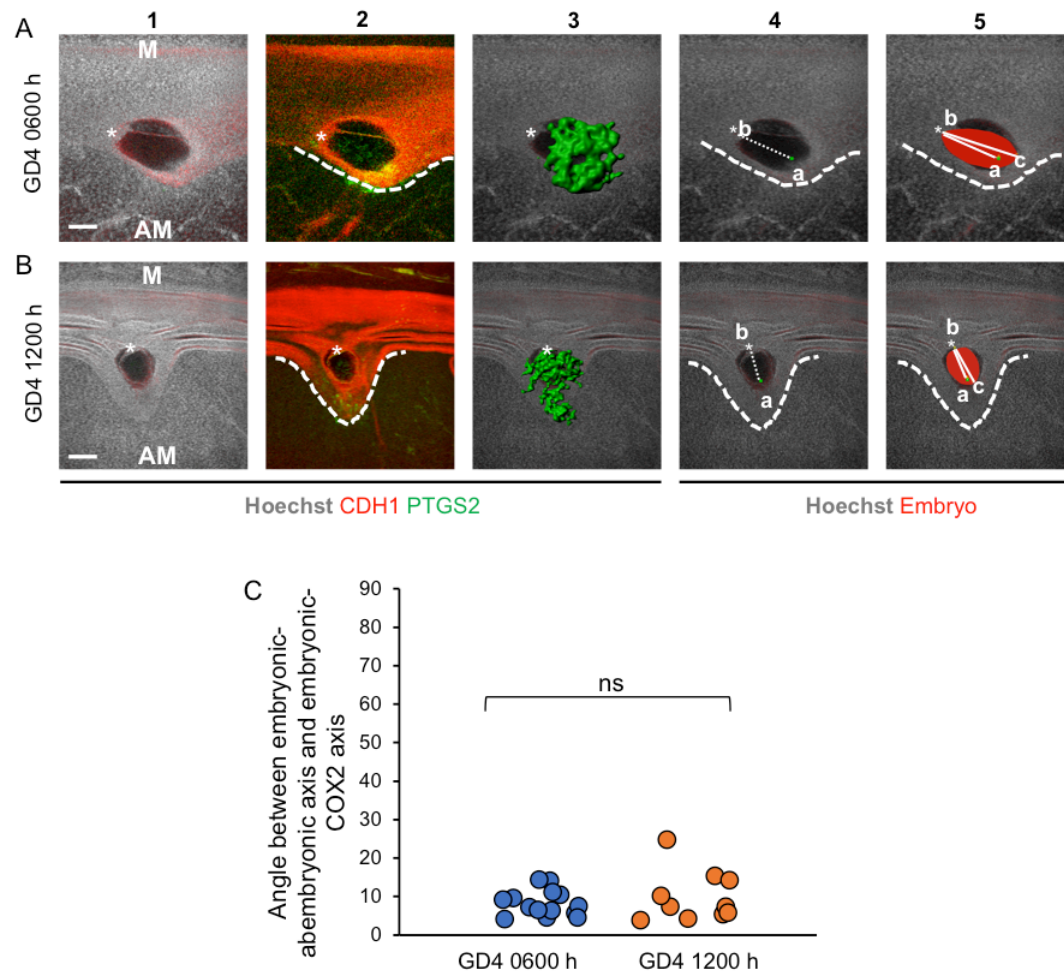 1 2 3 4 5
A
GD4 0600 h
M
*
AM
*
*
*
b
a
*
b
a
c
B
GD4 1200 h
M
*
AM
*
*
b
*
a
b
*
a
c
Hoechst CDH1 PTGS2
Hoechst Embryo
C
Angle between embryonic-
abembryonic axis and embryonic-
COX2 axis
90
80
70
60
50
40
30
20
10
0
ns
GD4 0600 h
GD4 1200 h